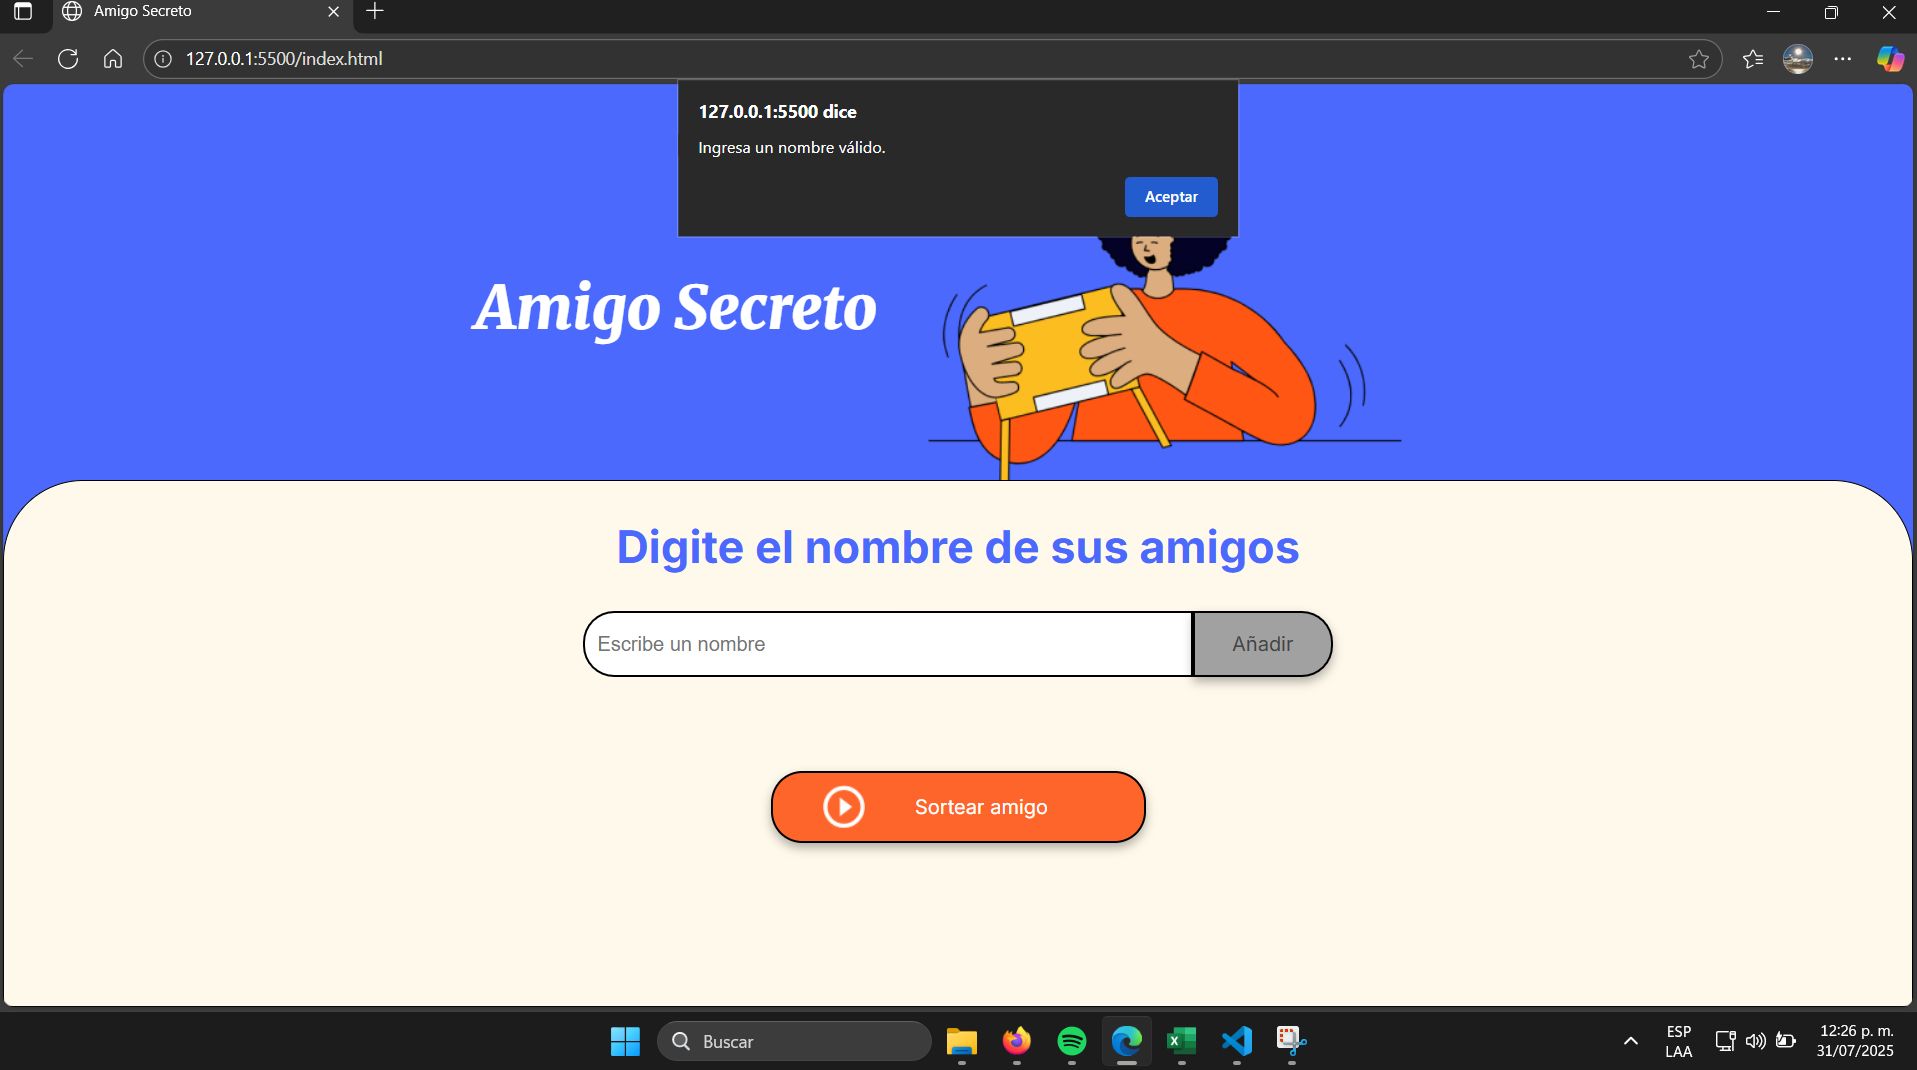 Amigo Secreto
127.0.0.1:5500/index.html
127.0.0.1:5500 dice
Ingresa un nombre válido.
Aceptar
Amigo Secreto
Digite el nombre de sus amigos
Escribe un nombre
Añadir
Sortear amigo
Buscar
ESP
LAA
12:26 p. m.
31/07/2025